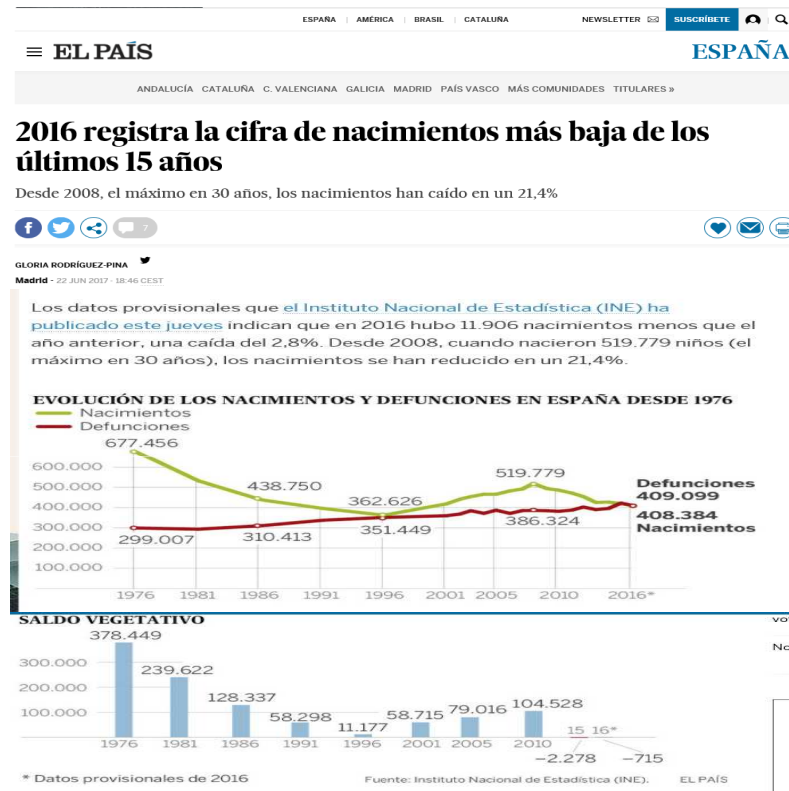 ESPAÑA | AMÉRICA | BRASIL | CATALUÑA NEWSLETTER SUSCRÍBETE
EL PAÍS ESPAÑA
ANDALUCÍA CATALUÑA C. VALENCIANA GALICIA MADRID PAÍS VASCO MÁS COMUNIDADES TITULARES »
2016 registra la cifra de nacimientos más baja de los
últimos 15 años
Desde 2008, el máximo en 30 años, los nacimientos han caído en un 21,4%
7
GLORIA RODRÍGUEZ-PINA
Madrid - 22 JUN 2017 - 18:46 CEST
Los datos provisionales que el Instituto Nacional de Estadística (INE) ha
publicado este jueves indican que en 2016 hubo 11.906 nacimientos menos que el
año anterior, una caída del 2,8%. Desde 2008, cuando nacieron 519.779 niños (el
máximo en 30 años), los nacimientos se han reducido en un 21,4%.
EVOLUCIÓN DE LOS NACIMIENTOS Y DEFUNCIONES EN ESPAÑA DESDE 1976
Nacimientos
Defunciones
677.456
600.000
500.000
400.000
300.000
200.000
100.000
438.750
362.626
519.779
299.007
310.413
351.449
386.324
Defunciones
409.099
408.384
Nacimientos
1976 1981 1986 1991 1996 2001 2005 2010 2016*
SALDO VEGETATIVO
378.449
300.000
200.000
100.000
239.622
128.337
58.298
11.177
58.715
79.016
104.528
15 16*
1976 1981 1986 1991 1996 2001 2005 2010
−2.278 −715
* Datos provisionales de 2016 Fuente: Instituto Nacional de Estadística (INE). EL PAÍS
vo
No